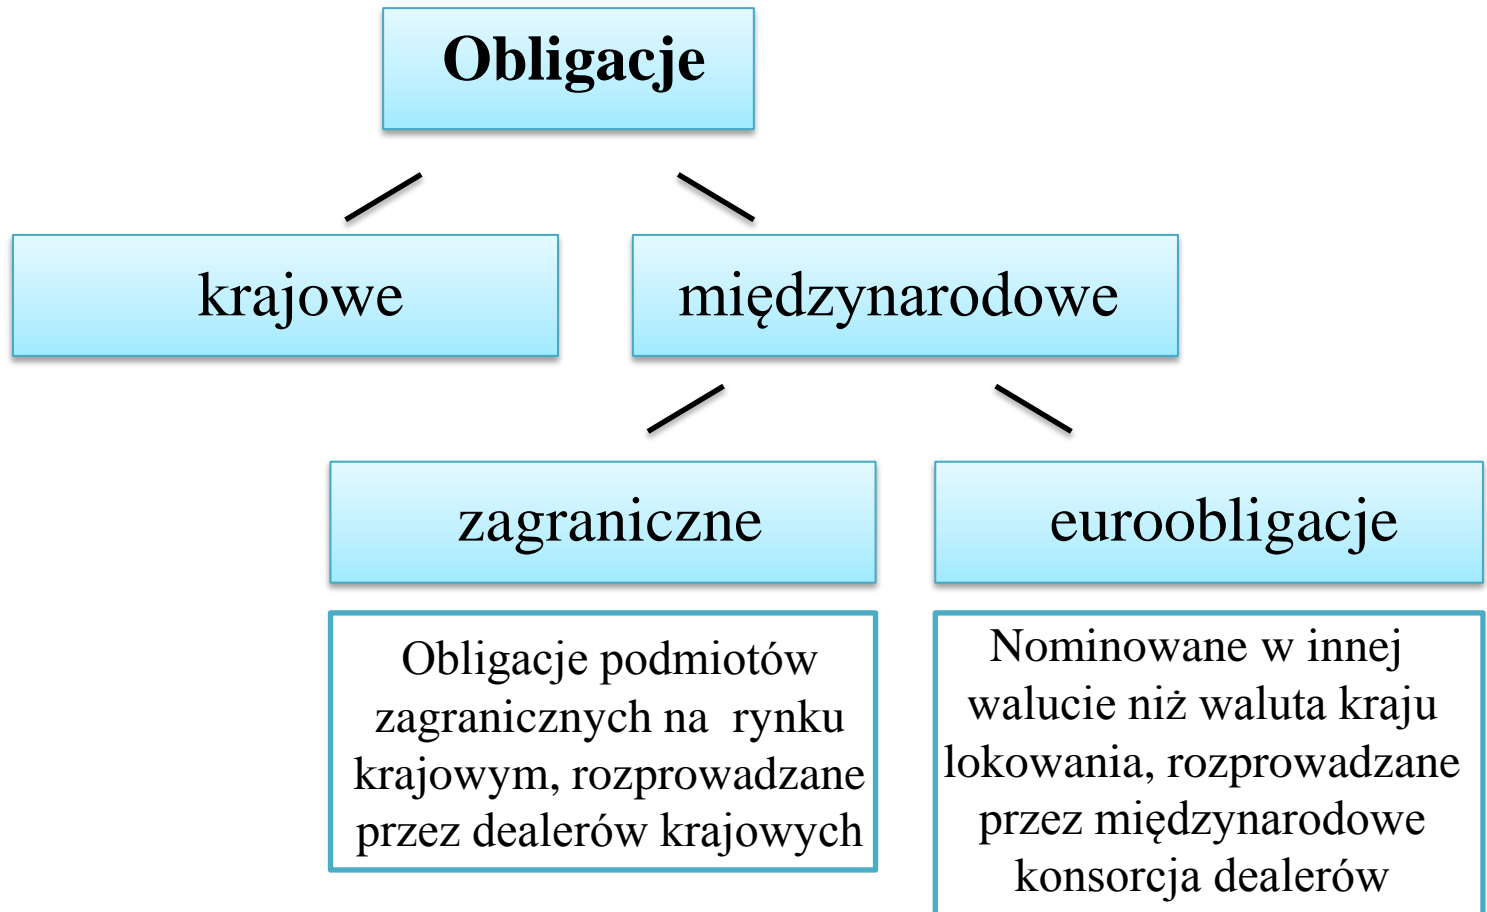 Obligacje
krajowe
międzynarodowe
zagraniczne
euroobligacje
Obligacje podmiotów
zagranicznych na rynku
krajowym, rozprowadzane
przez dealerów krajowych
Nominowane w innej
walucie niż waluta kraju
lokowania, rozprowadzane
przez międzynarodowe
konsorcja dealerów